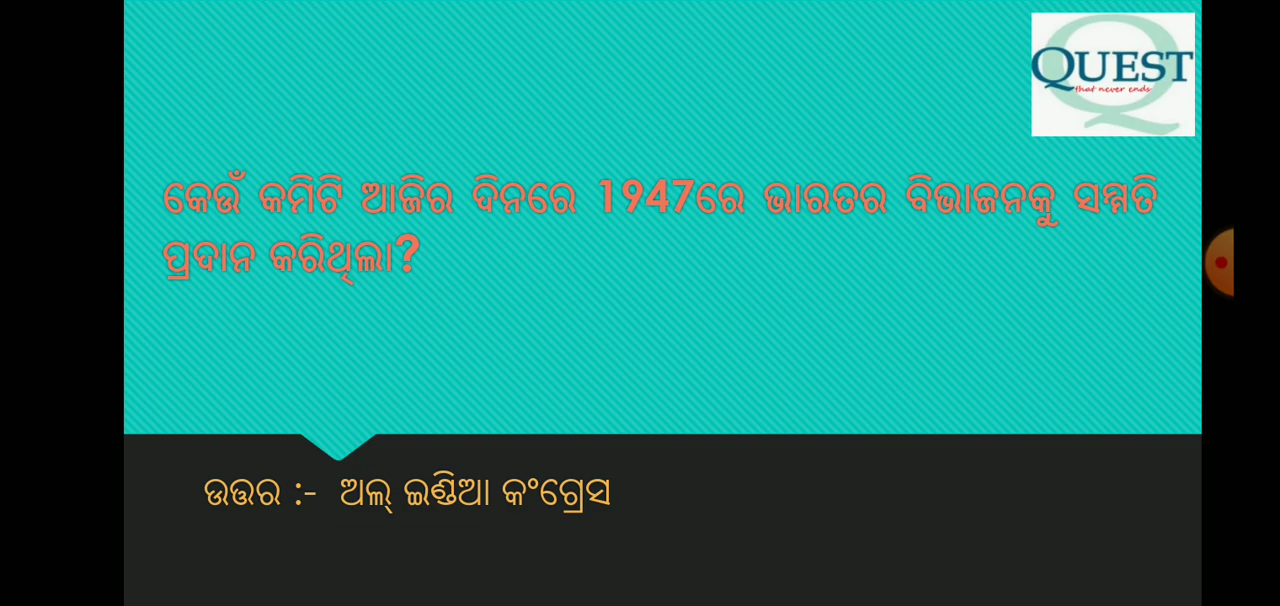 QUEST
that never ends
କେଉଁ କମିଟି ଆଜିର ଦିନରେ 1947ରେ ଭାରତର ବିଭାଜନକୁ ସମ୍ମତି
ପ୍ରଦାନ କରିଥିଲା?
ଉତ୍ତର :- ଅଲ୍ ଇଣ୍ଡିଆ କଂଗ୍ରେସ